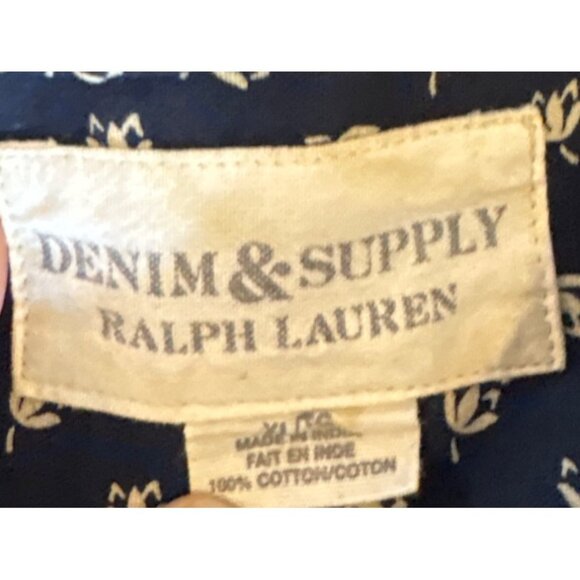 DENIM & SUPPLY
RALPH LAUREN
MADE IN INDIA
FAIT EN INDE
100% COTTON/COTON